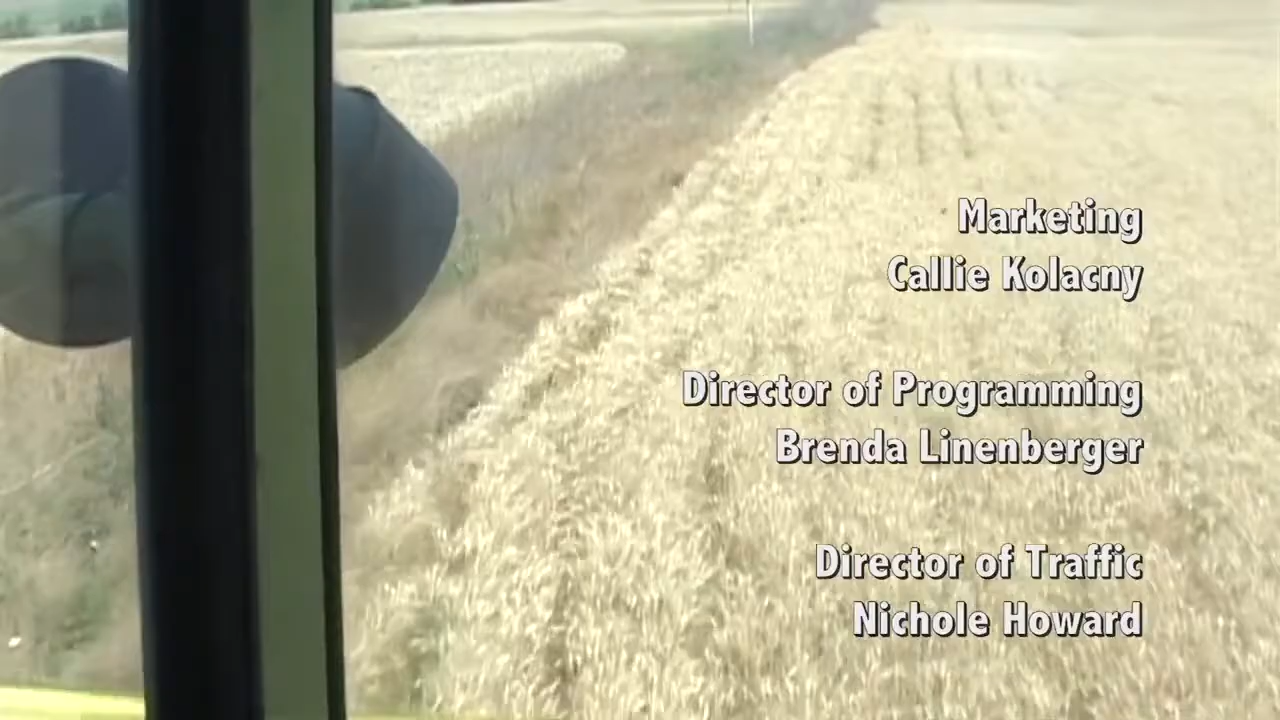 Marketing
Callie Kolacny
Director of Programming
Brenda Linenberger
Director of Traffic
Nichole Howard